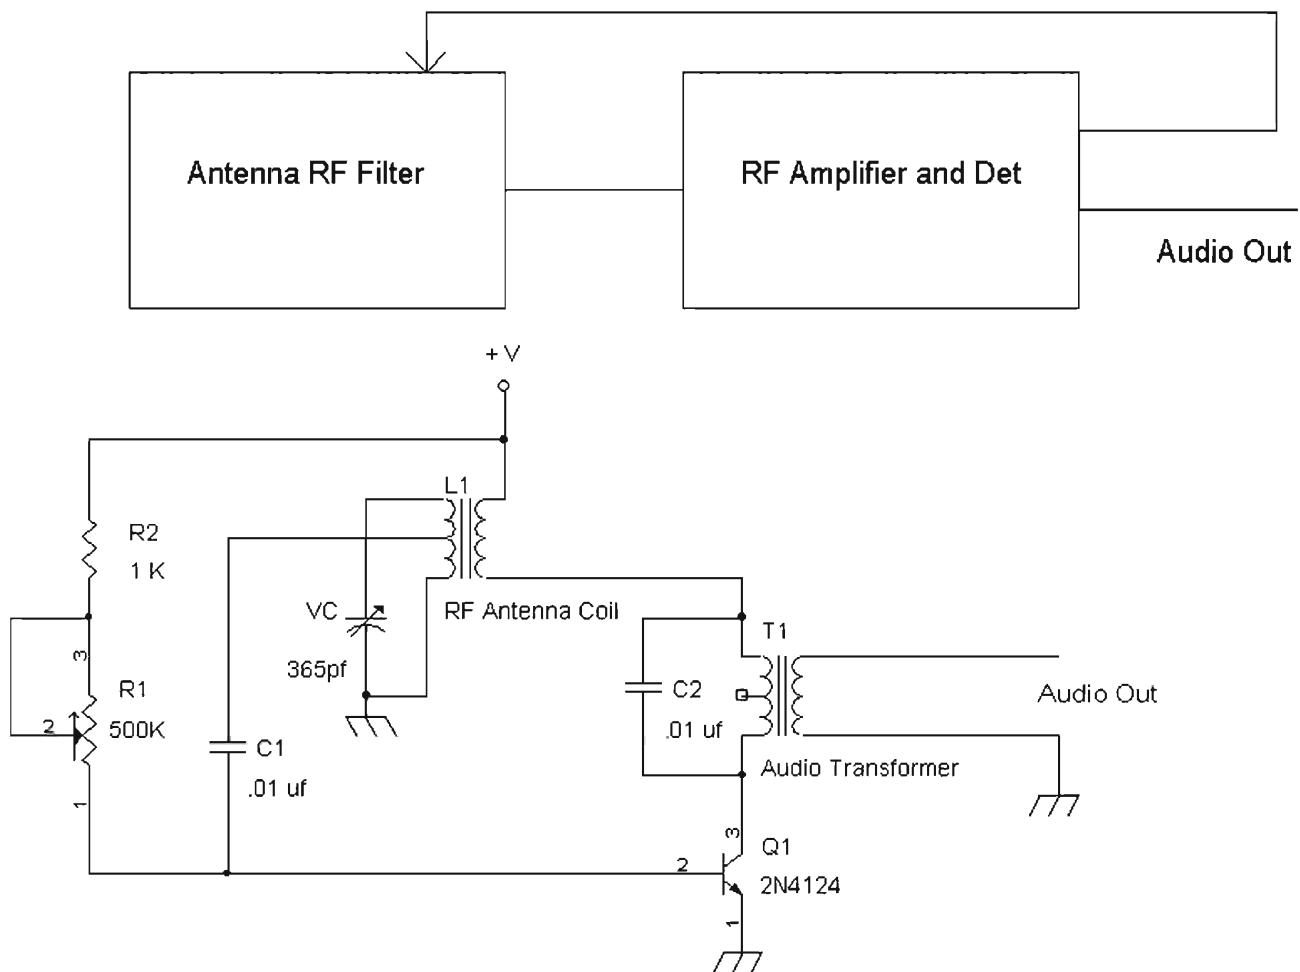 Antenna RF Filter
RF Amplifier and Det
Audio Out
+V
L1
R2
1 K
VC
RF Antenna Coil
365pf
T1
3
R1
500K
2
C2
.01 uf
Audio Out
C1
.01 uf
Audio Transformer
1
3
Q1
2
2N4124
1